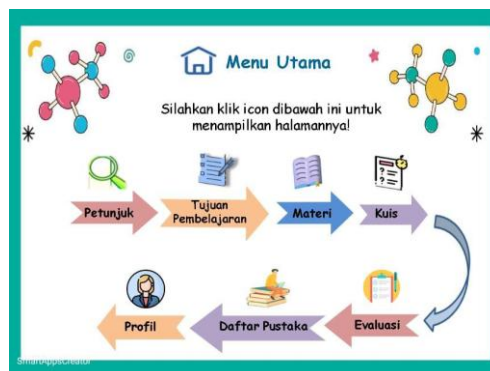 Menu Utama
Silahkan klik icon dibawah ini untuk
menampilkan halamannya!
Petunjuk
Tujuan
Pembelajaran
Materi
Kuis
Evaluasi
Daftar Pustaka
Profil
SmartAppsCreator